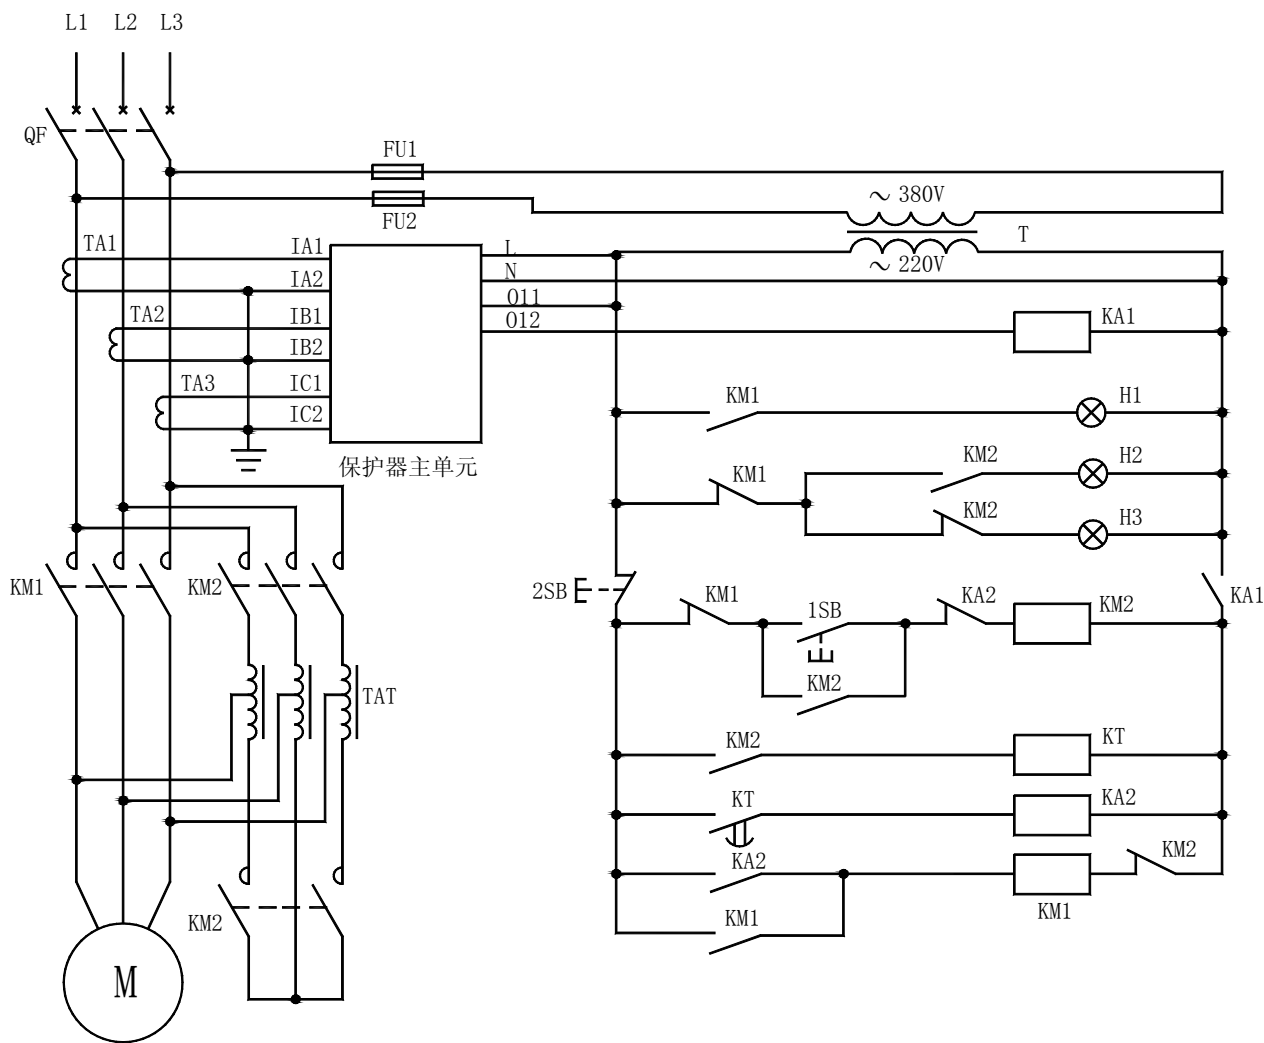 L1 L2 L3
QF
FU1
FU2
～380V
T
～220V
TA1
IA1
IA2
TA2
IB1
IB2
TA3
IC1
IC2
L
N
O11
O12
KA1
保护器主单元
KM1
H1
KM1
KM2
H2
KM2
H3
KM1
KM2
2SB
KM1
1SB
KA2
KM2
KA1
KM2
TAT
KM2
KT
KT
KA2
KA2
KM2
KM1
KM2
KM1
M